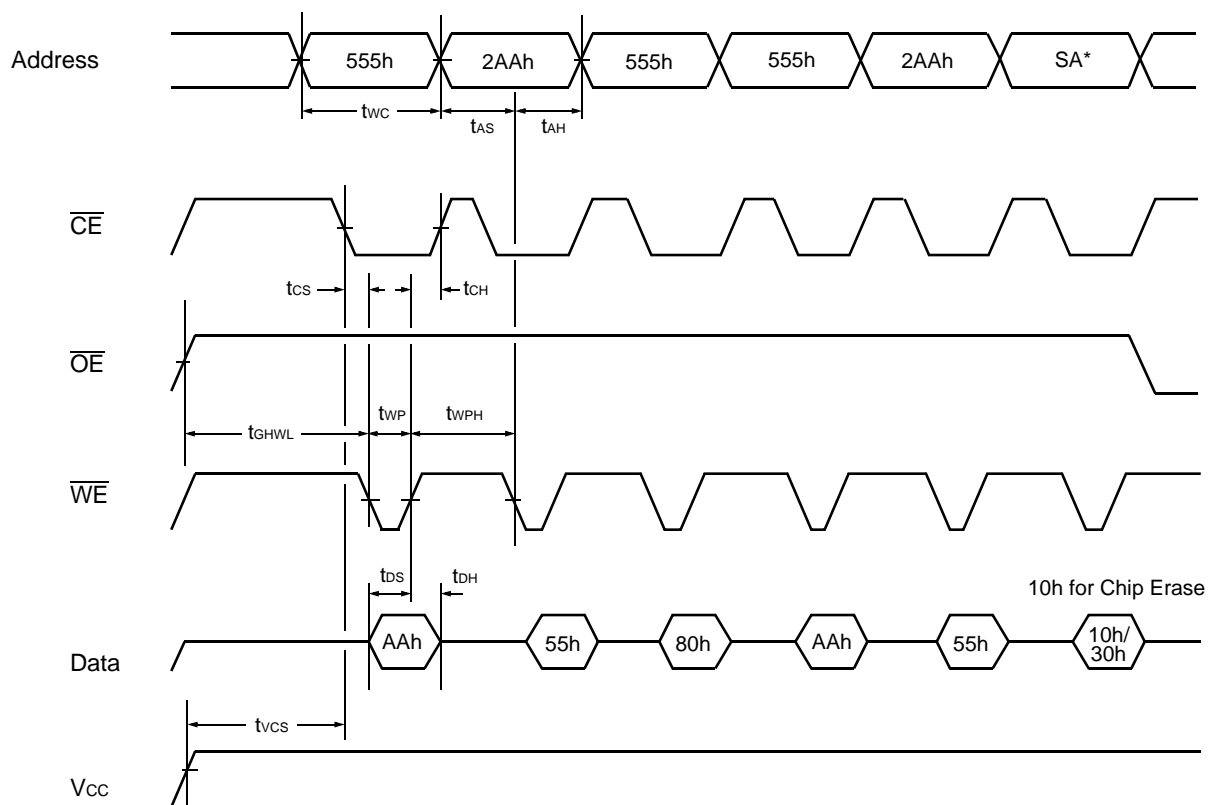 Address
555h 2AAh 555h 555h 2AAh SA*
tWC tAS tAH
CE
tCS tCH
OE
tGHWL tWP tWPH
WE
tDS tDH
10h for Chip Erase
Data
AAh 55h 80h AAh 55h 10h/
30h
tVCS
VCC